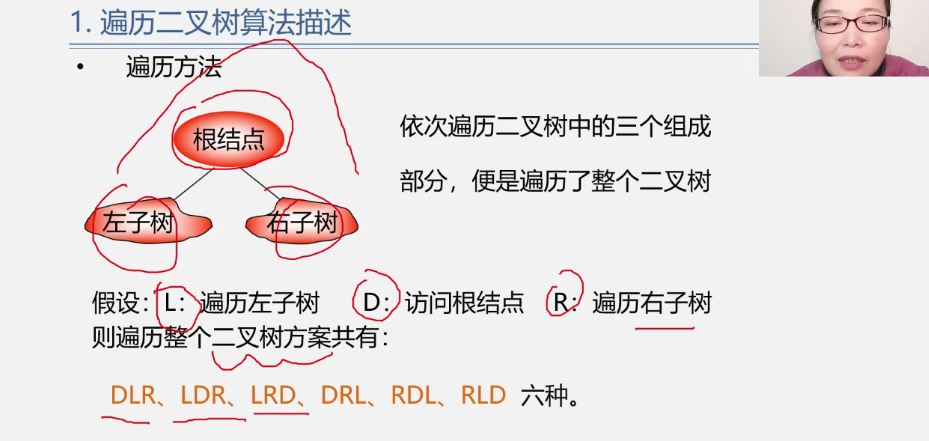 1. 遍历二叉树算法描述
• 遍历方法
根结点
左子树
右子树
依次遍历二叉树中的三个组成
部分，便是遍历了整个二叉树
假设：L：遍历左子树 D：访问根结点 R：遍历右子树
则遍历整个二叉树方案共有：
DLR、LDR、LRD、DRL、RDL、RLD 六种。